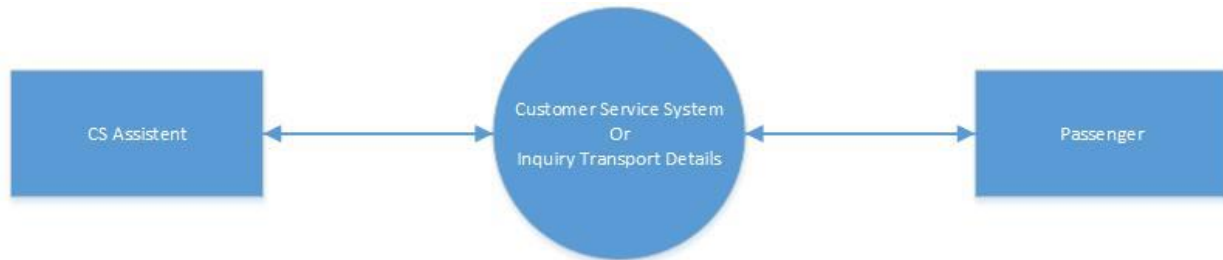 CS Assistent
Customer Service System
Or
Inquiry Transport Details
Passenger